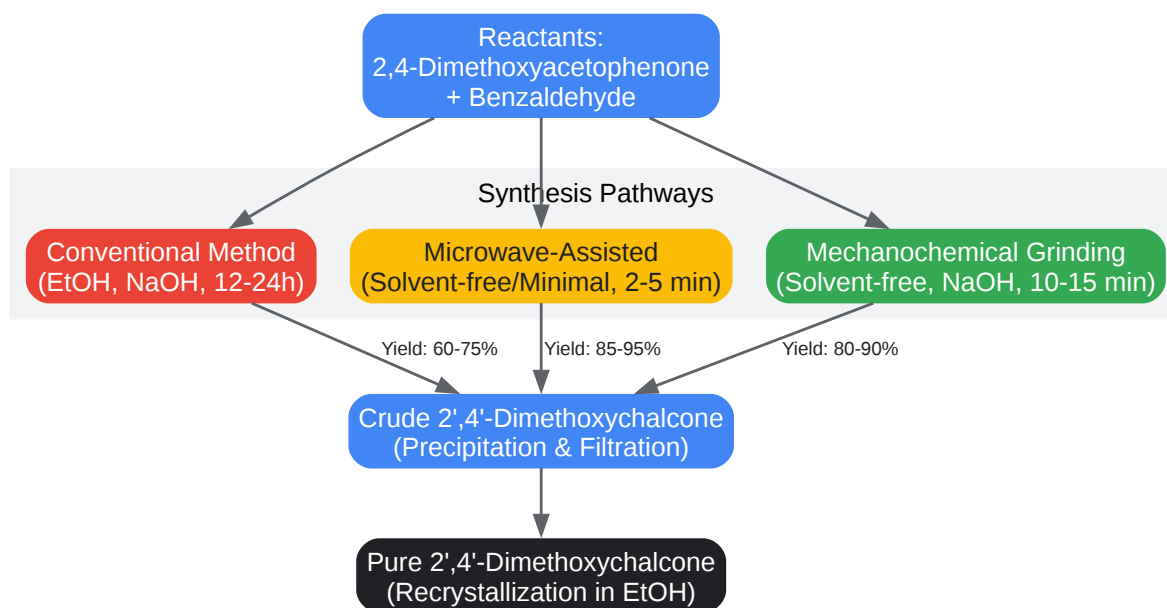 Reactants:
2,4-Dimethoxyacetophenone
+ Benzaldehyde
Synthesis Pathways
Conventional Method
(EtOH, NaOH, 12-24h)
Microwave-Assisted
(Solvent-free/Minimal, 2-5 min)
Mechanochemical Grinding
(Solvent-free, NaOH, 10-15 min)
Yield: 60-75%
Yield: 85-95%
Yield: 80-90%
Crude 2',4'-Dimethoxychalcone
(Precipitation & Filtration)
Pure 2',4'-Dimethoxychalcone
(Recrystallization in EtOH)